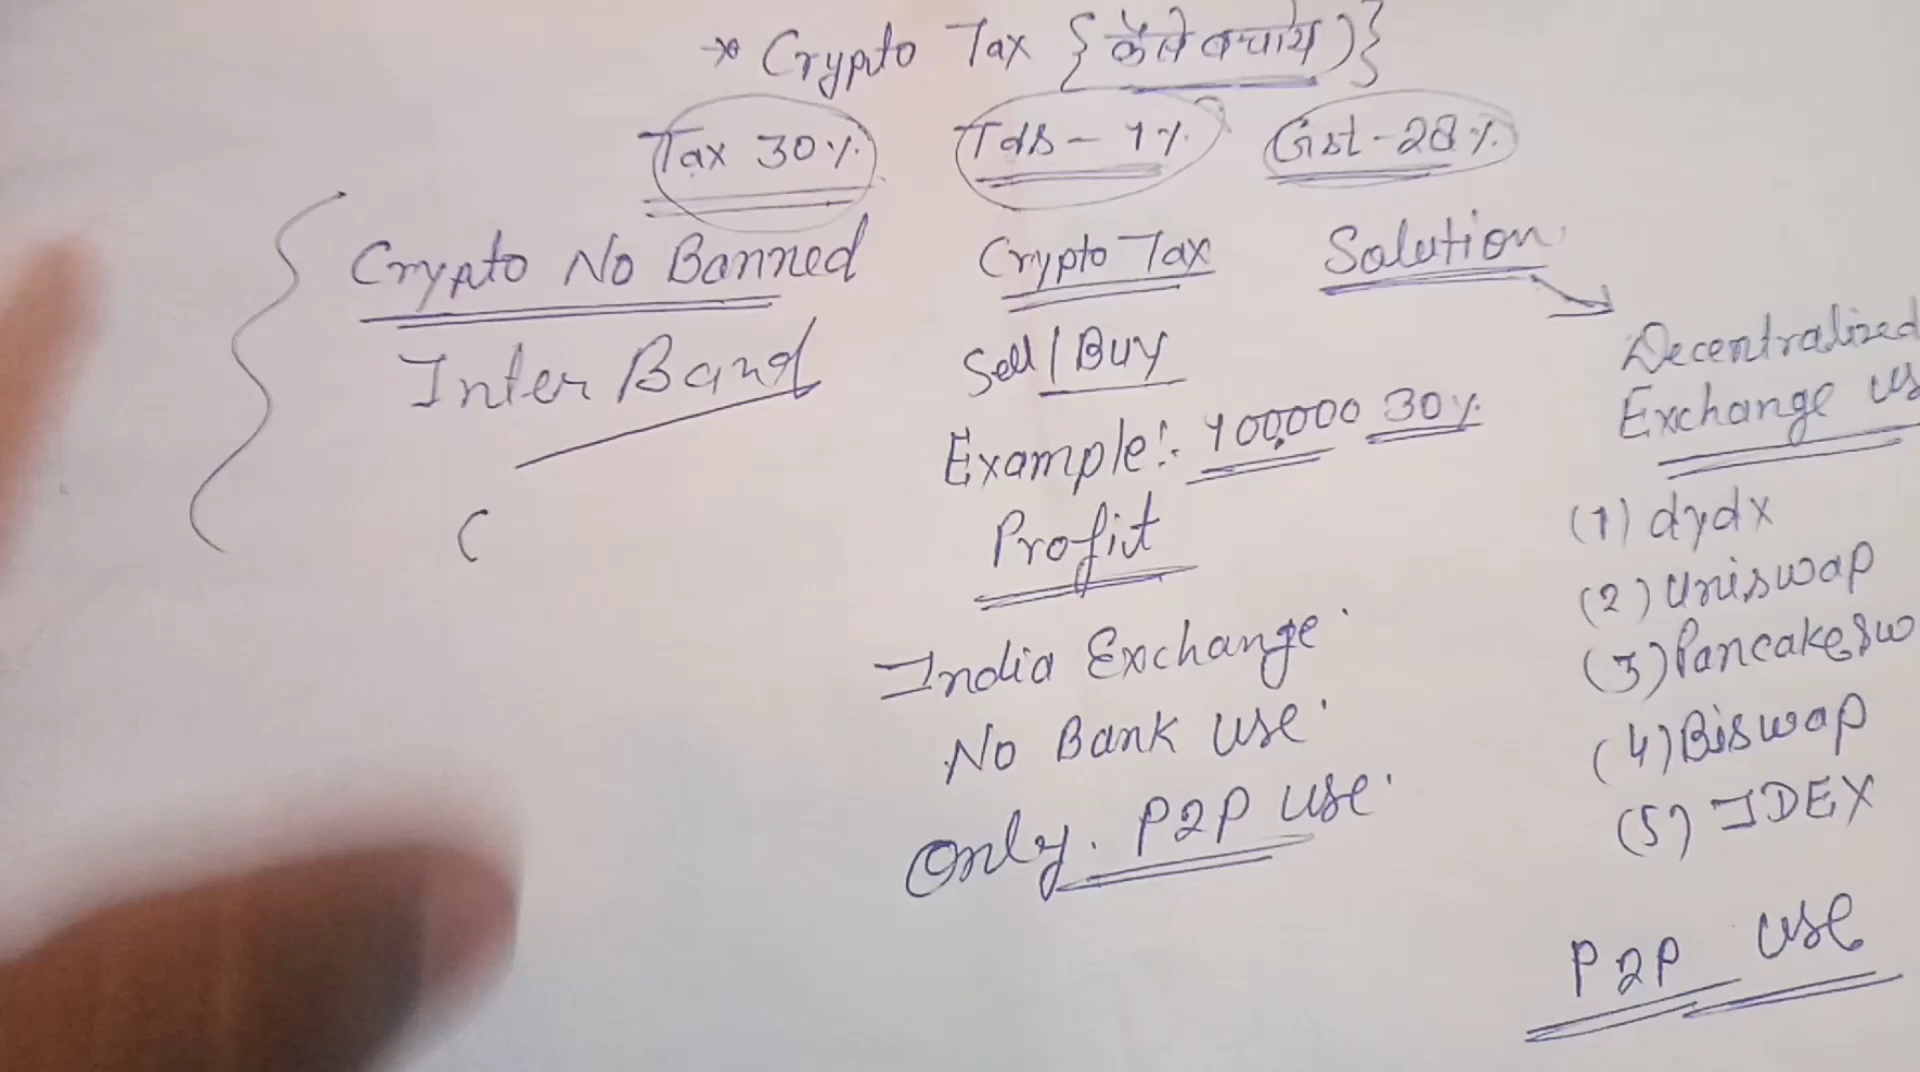 * Crypto Tax {कैसे बचाये)}
Tax 30%.
Tds - 1%.
Gst - 28%.
Crypto No Banned
Inter Band
(
Crypto Tax
Sell | Buy
Example:- 100,000 30%.
Profit
India Exchange.
No Bank Use.
Only. P2P use.
Solution
Decentralized
Exchange us
(1) dydx
(2) Uniswap
(3) Pancakesw
(4) Biswap
(5) IDEX
P2P use